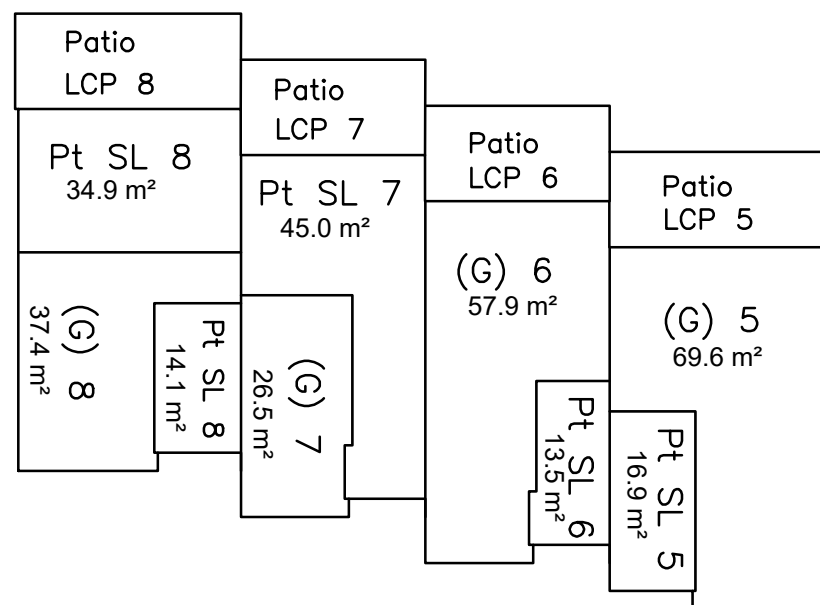 Patio
LCP 8
Pt SL 8
34.9 m²
(G) 8
37.4 m²
Pt SL 8
14.1 m²
Patio
LCP 7
Pt SL 7
45.0 m²
(G) 7
26.5 m²
Patio
LCP 6
(G) 6
57.9 m²
Pt SL 6
13.5 m²
Patio
LCP 5
(G) 5
69.6 m²
Pt SL 5
16.9 m²